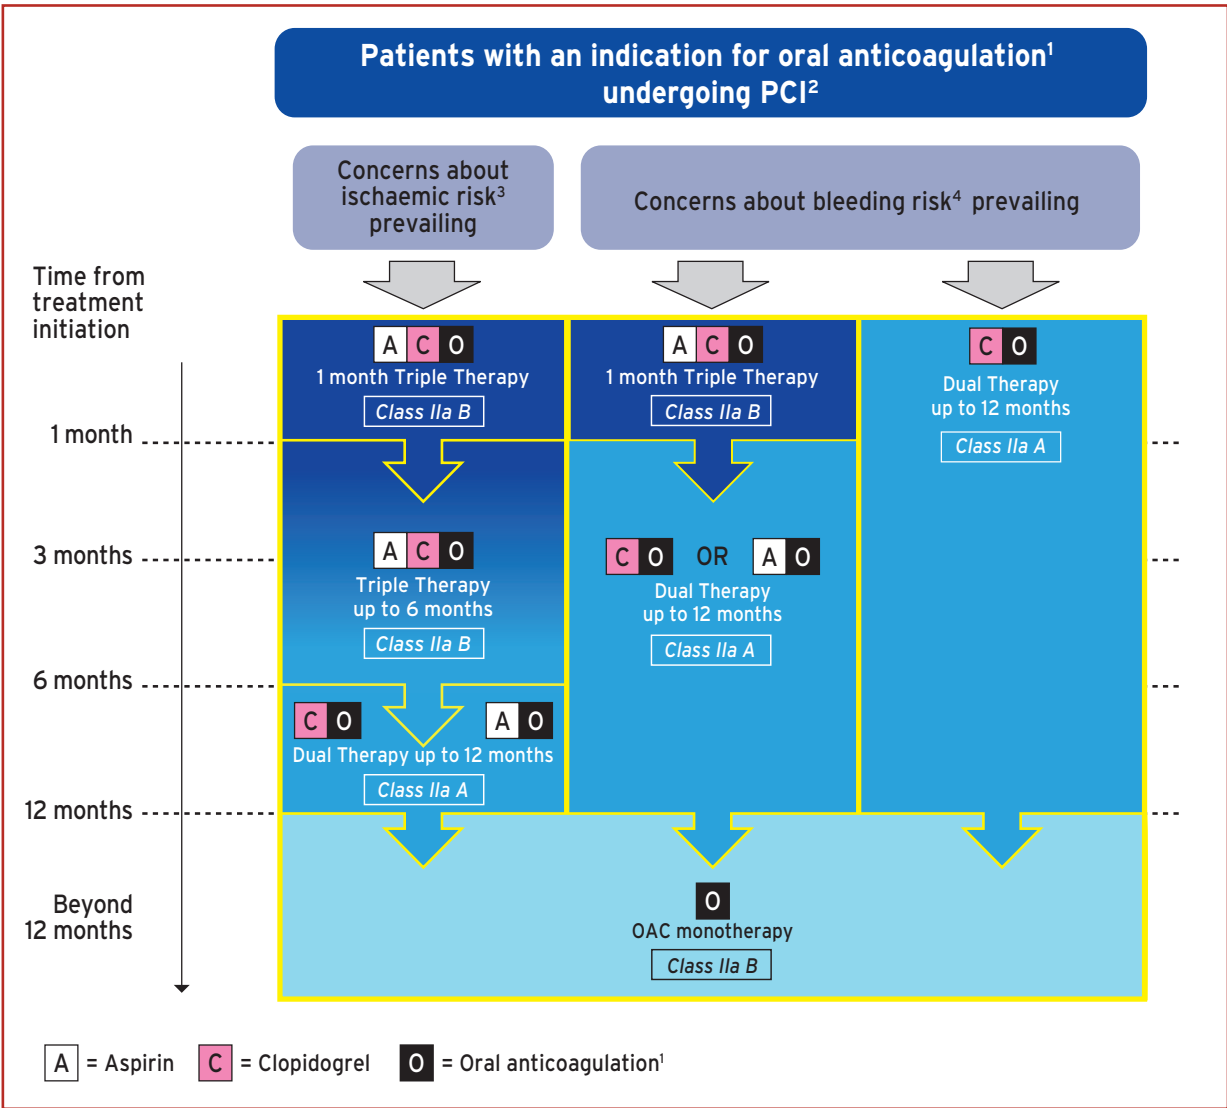 Patients with an indication for oral anticoagulation¹
undergoing PCI²
Concerns about
ischaemic risk³
prevailing
Concerns about bleeding risk⁴ prevailing
Time from
treatment
initiation
A C O
1 month Triple Therapy
Class IIa B
A C O
1 month Triple Therapy
Class IIa B
C O
Dual Therapy
up to 12 months
Class IIa A
1 month
3 months
A C O
Triple Therapy
up to 6 months
Class IIa B
C O OR A O
Dual Therapy
up to 12 months
Class IIa A
6 months
C O A O
Dual Therapy up to 12 months
Class IIa A
12 months
Beyond
12 months
O
OAC monotherapy
Class IIa B
A = Aspirin C = Clopidogrel O = Oral anticoagulation¹